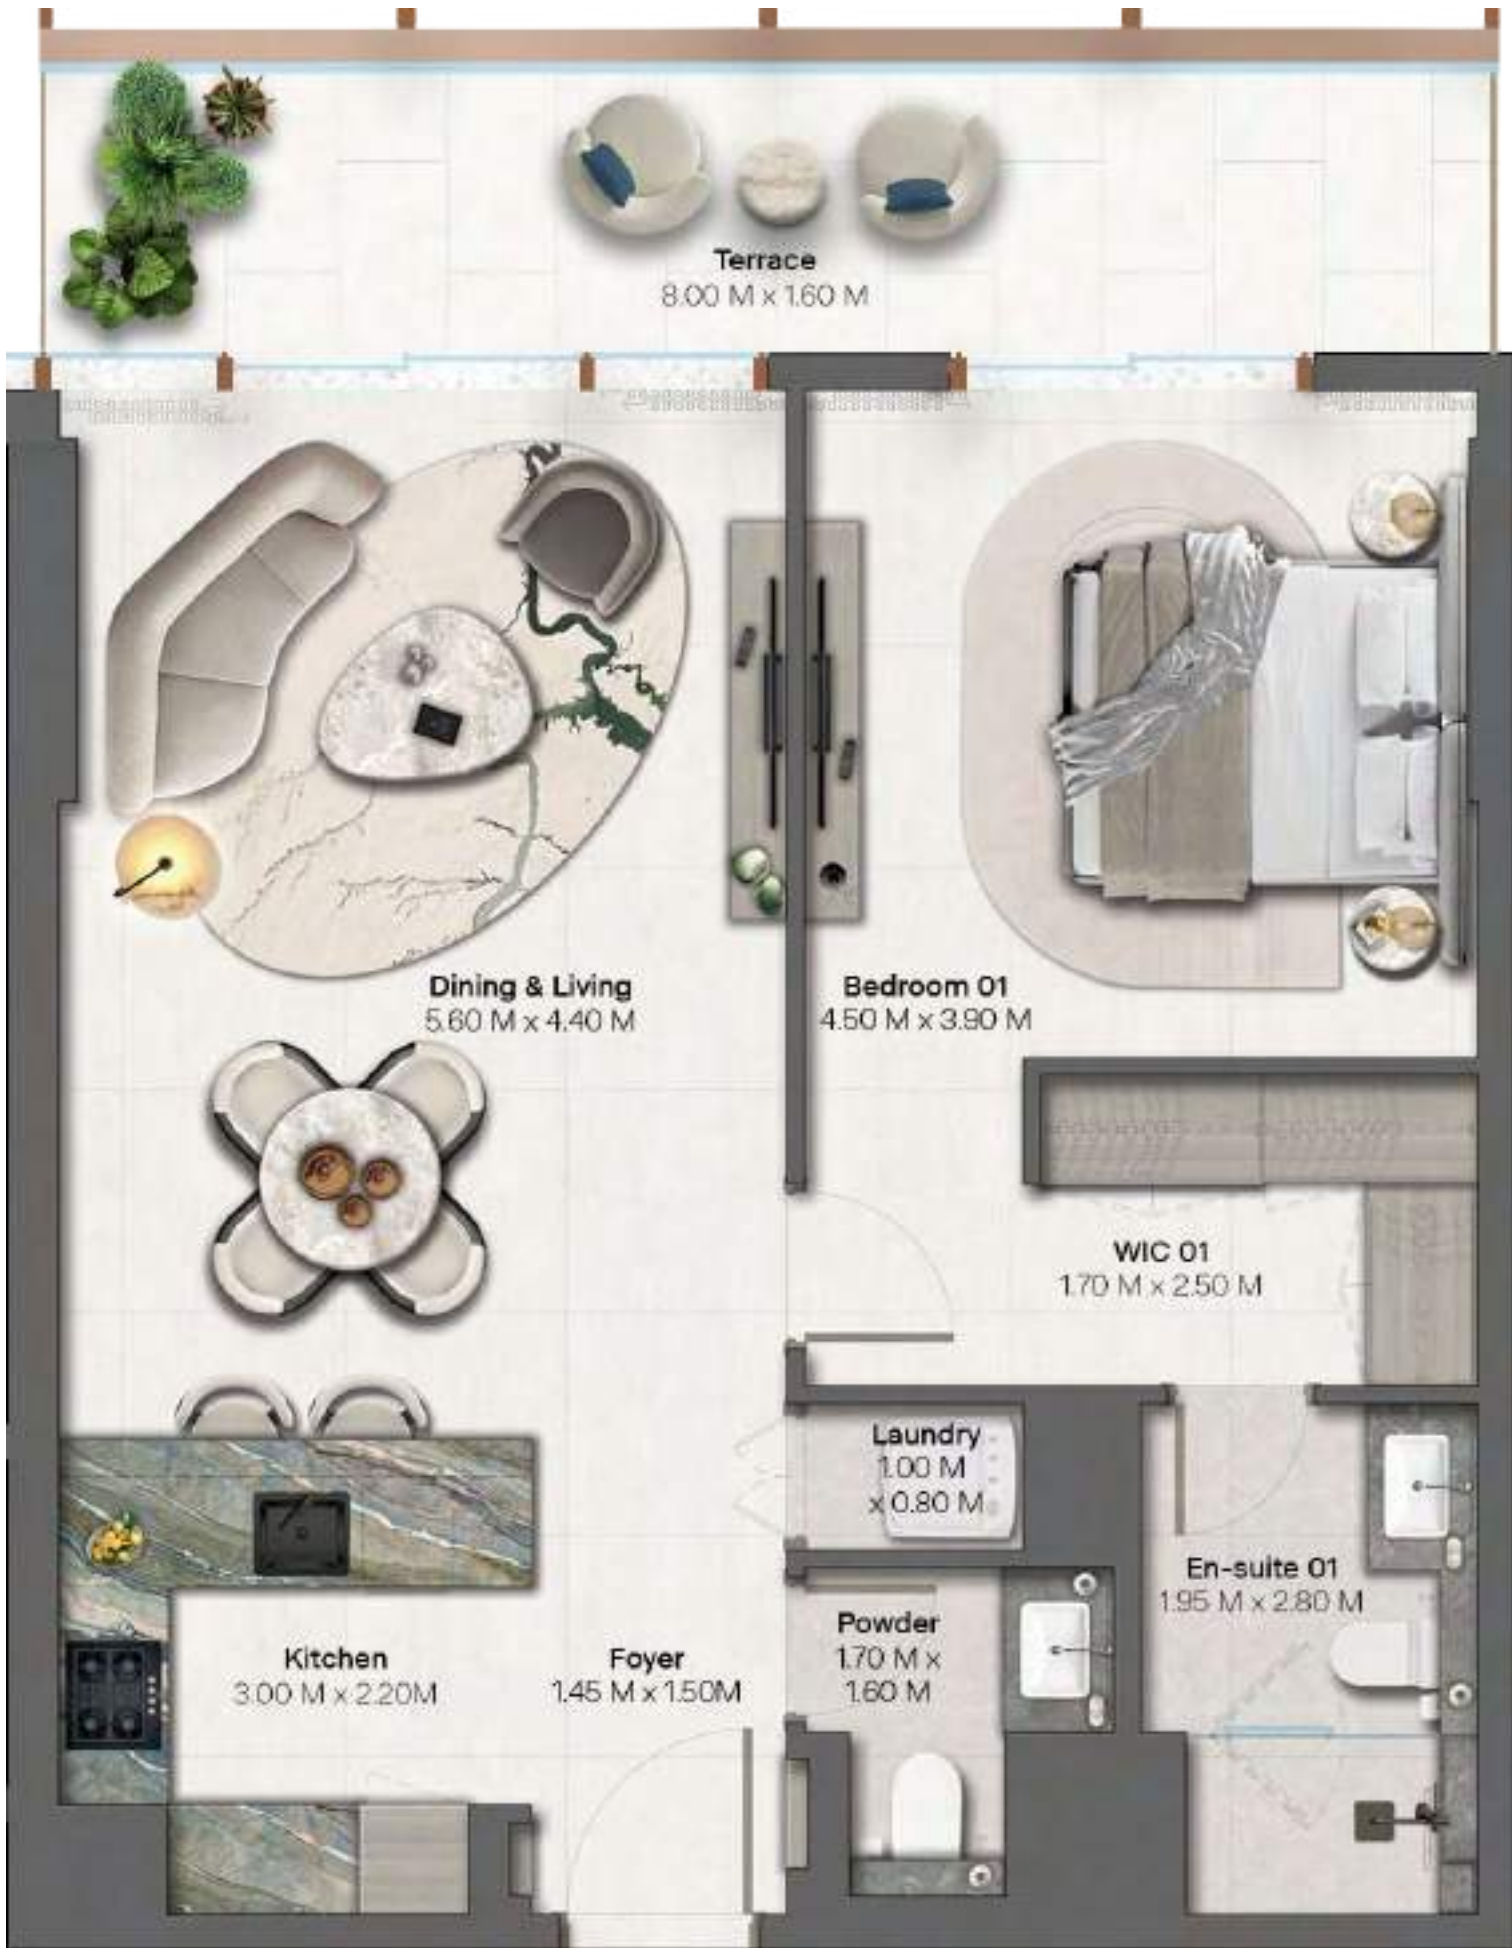 Terrace
8.00 M x 1.60 M
Dining & Living
5.60 M x 4.40 M
Bedroom 01
4.50 M x 3.90 M
WIC 01
1.70 M x 2.50 M
Laundry
1.00 M
x 0.80 M
En-suite 01
1.95 M x 2.80 M
Powder
1.70 M x
1.60 M
Kitchen
3.00 M x 2.20M
Foyer
1.45 M x 1.50M